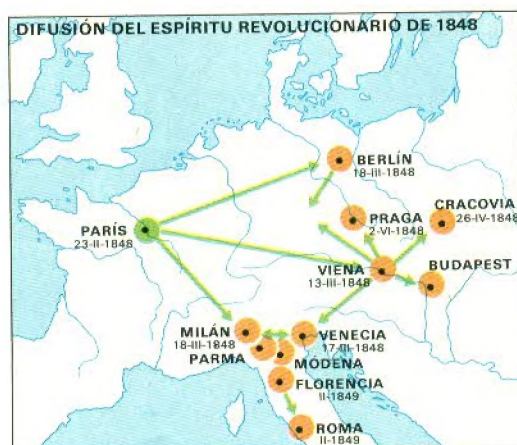 DIFUSIÓN DEL ESPÍRITU REVOLUCIONARIO DE 1848
BERLÍN
18-III-1848
PARÍS
23-II-1848
PRAGA
2-VI-1848
CRACOVIA
26-IV-1848
VIENA
13-III-1848
BUDAPEST
MILÁN
18-III-1848
VENECIA
17-III-1848
PARMA
MÓDENA
FLORENCIA
II-1849
ROMA
II-1849